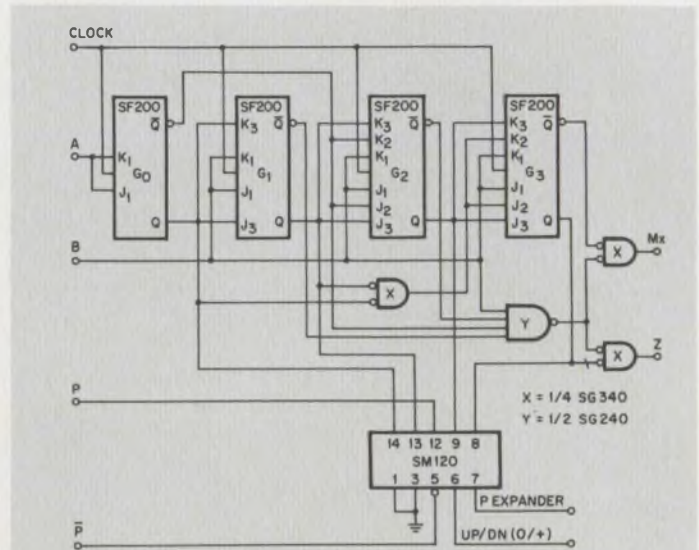 CLOCK
SF200 SF200 SF200 SF200
Q̅ K3 Q̅ K3 Q̅ K3 Q̅
K2 K2
A K1 K1 K1 K1
G0 G1 G2 G3
J1 J1 J1 J1
J2 J2
Q J3 Q J3 Q J3 Q
B
X Mx
X
Y
Z
X
X = 1/4 SG340
Y = 1/2 SG240
P
14 13 12 9 8
SM120
1 3 5 6 7
P EXPANDER
UP/DN (0/+)
P̅